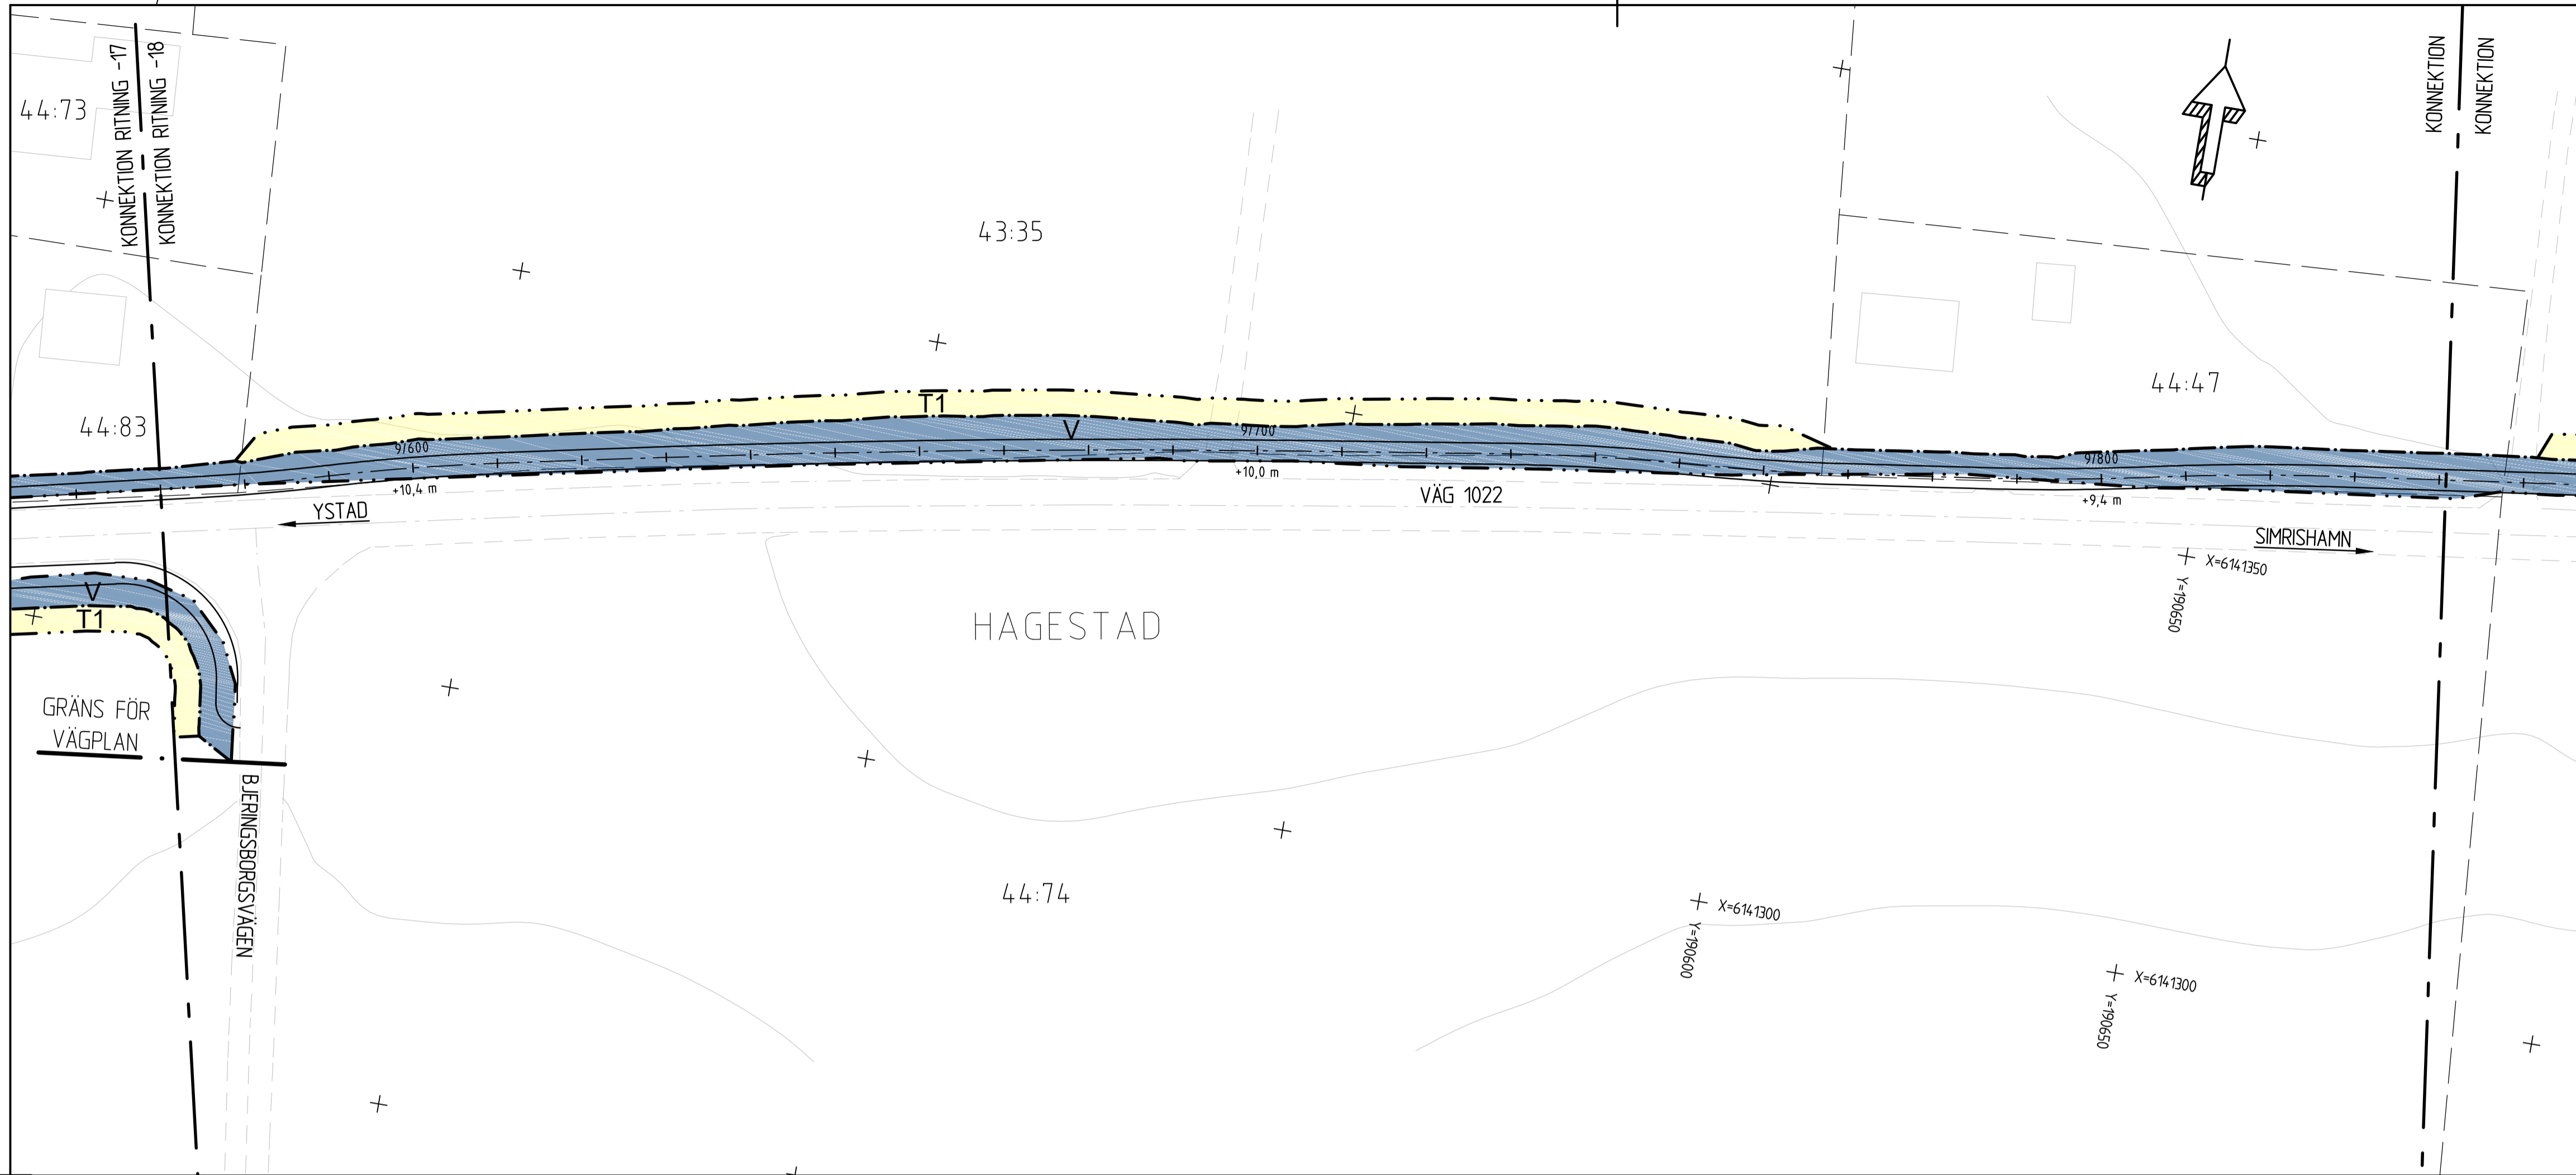 KONNEKTION RITNING -17
KONNEKTION RITNING -18
KONNEKTION
KONNEKTION
44:73
43:35
44:47
44:83
T1
V
9/600
9/700
9/800
+10,4 m
+10,0 m
+9,4 m
VÄG 1022
YSTAD
SIMRISHAMN
X=6141350
Y=190650
V
T1
HAGESTAD
GRÄNS FÖR
VÄGPLAN
BJERINGSBORGSVÄGEN
44:74
X=6141300
Y=190600
X=6141300
Y=190650